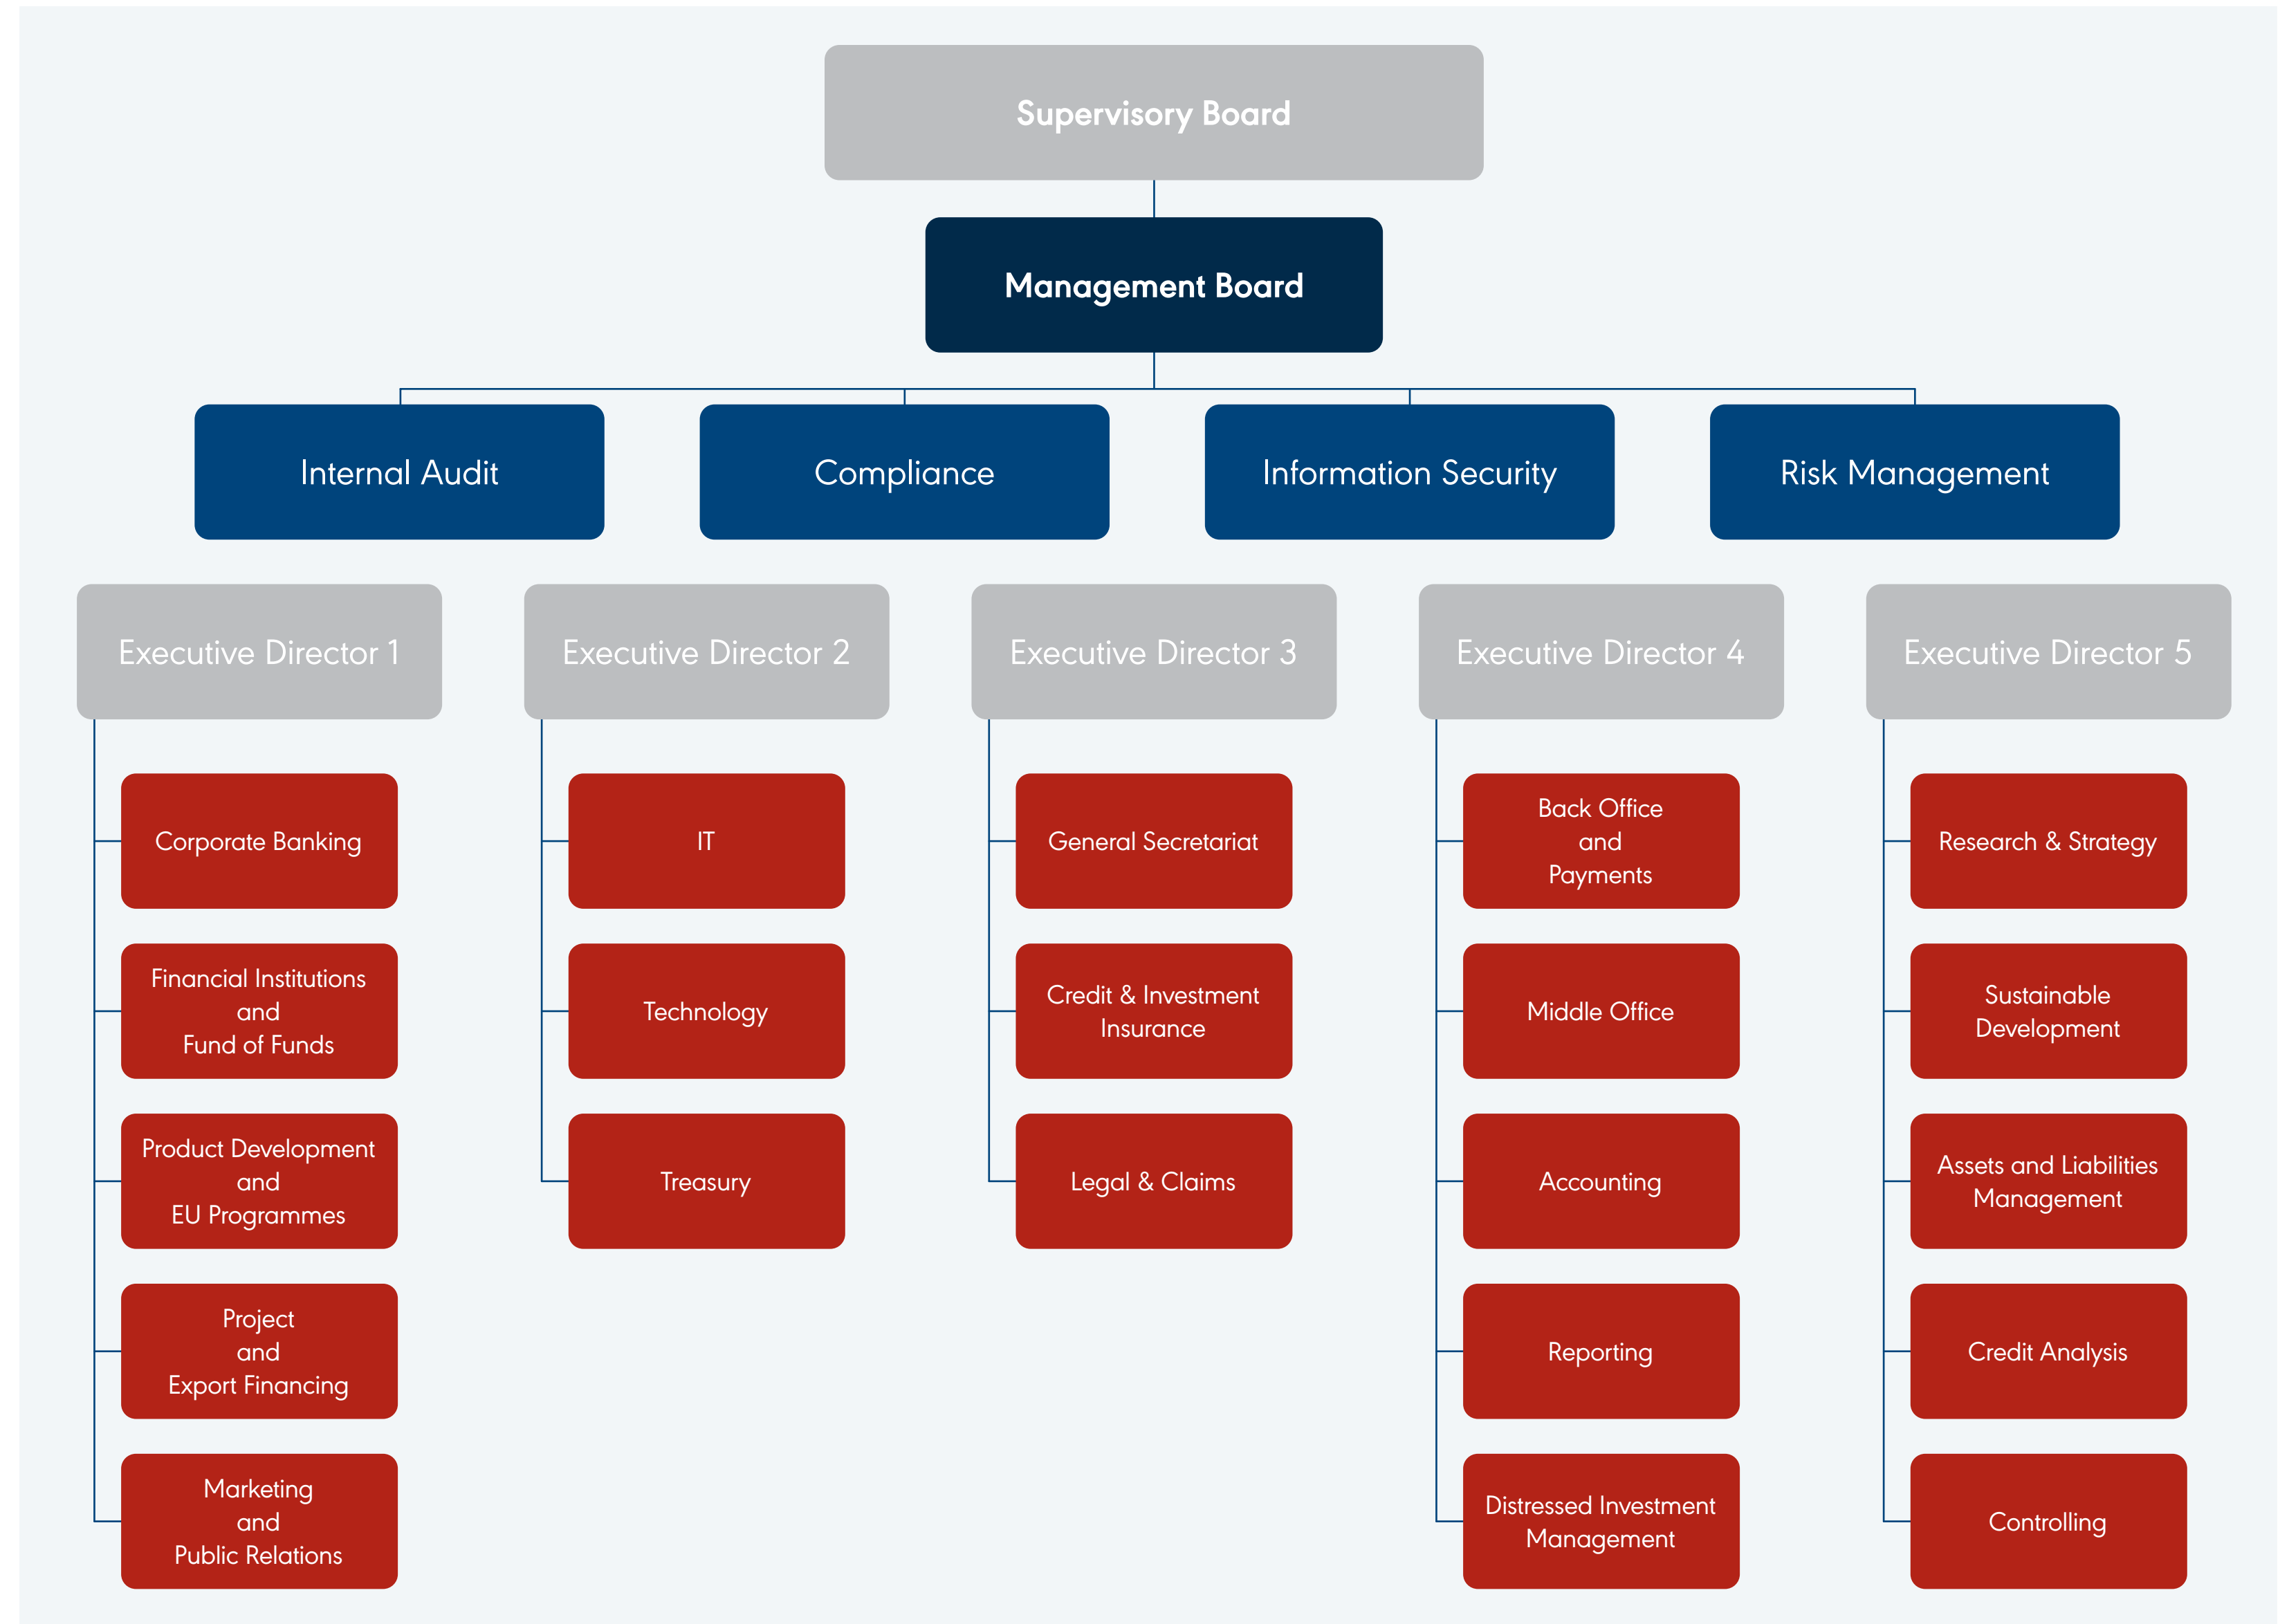 Supervisory Board
Management Board
Internal Audit
Compliance
Information Security
Risk Management
Executive Director 1
Executive Director 2
Executive Director 3
Executive Director 4
Executive Director 5
Corporate Banking
Financial Institutions
and
Fund of Funds
Product Development
and
EU Programmes
Project
and
Export Financing
Marketing
and
Public Relations
IT
Technology
Treasury
General Secretariat
Credit & Investment
Insurance
Legal & Claims
Back Office
and
Payments
Middle Office
Accounting
Reporting
Distressed Investment
Management
Research & Strategy
Sustainable
Development
Assets and Liabilities
Management
Credit Analysis
Controlling